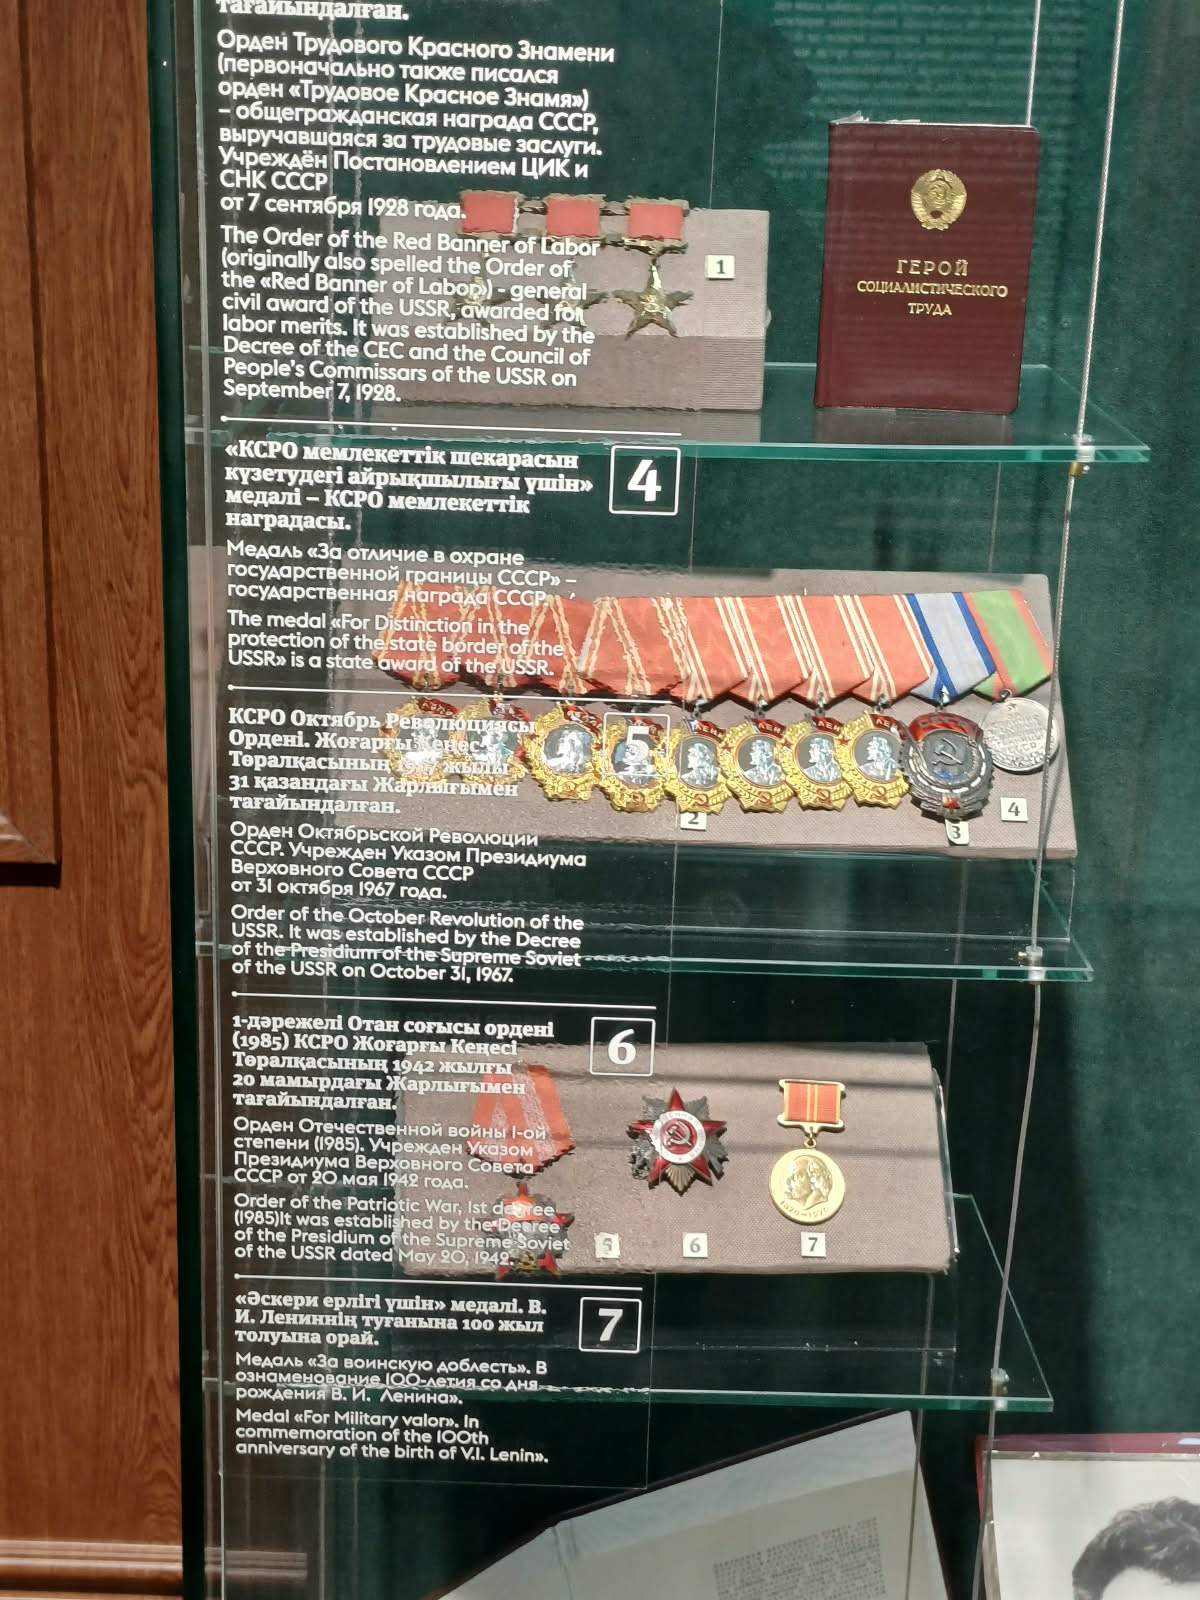 тағайындалған.
Орден Трудового Красного Знамени
(первоначально также писался
орден «Трудовое Красное Знамя»)
– общегражданская награда СССР,
выручавшаяся за трудовые заслуги.
Учреждён Постановлением ЦИК и
СНК СССР
от 7 сентября 1928 года.
The Order of the Red Banner of Labor
(originally also spelled the Order of
the «Red Banner of Labor») - general
civil award of the USSR, awarded for
labor merits. It was established by the
Decree of the CEC and the Council of
People's Commissars of the USSR on
September 7, 1928.
1
ГЕРОЙ
СОЦИАЛИСТИЧЕСКОГО
ТРУДА
«КСРО мемлекеттік шекарасын
күзетудегі айрықшылығы үшін»
медалі – КСРО мемлекеттік
наградасы.
4
Медаль «За отличие в охране
государственной границы СССР» –
государственная награда СССР.
The medal «For Distinction in the
protection of the state border of the
USSR» is a state award of the USSR.
КСРО Октябрь Революциясы
Ордені. Жоғарғы Кеңес
Төралқасының 1967 жылы
31 қазандағы Жарлығымен
тағайындалған.
5
Орден Октябрьской Революции
СССР. Учрежден Указом Президиума
Верховного Совета СССР
от 31 октября 1967 года.
Order of the October Revolution of the
USSR. It was established by the Decree
of the Presidium of the Supreme Soviet
of the USSR on October 31, 1967.
2
3
4
1-дәрежелі Отан соғысы ордені
(1985) КСРО Жоғарғы Кеңесі
Төралқасының 1942 жылғы
20 мамырдағы Жарлығымен
тағайындалған.
6
Орден Отечественной войны I-ой
степени (1985). Учрежден Указом
Президиума Верховного Совета
СССР от 20 мая 1942 года.
Order of the Patriotic War, 1st degree
(1985)It was established by the Decree
of the Presidium of the Supreme Soviet
of the USSR dated May 20, 1942.
5
6
7
1870–1970
«Әскери ерлігі үшін» медалі. В.
И. Лениннің туғанына 100 жыл
толуына орай.
7
Медаль «За воинскую доблесть». В
ознаменование 100-летия со дня
рождения В. И. Ленина».
Medal «For Military valor». In
commemoration of the 100th
anniversary of the birth of V.I. Lenin».